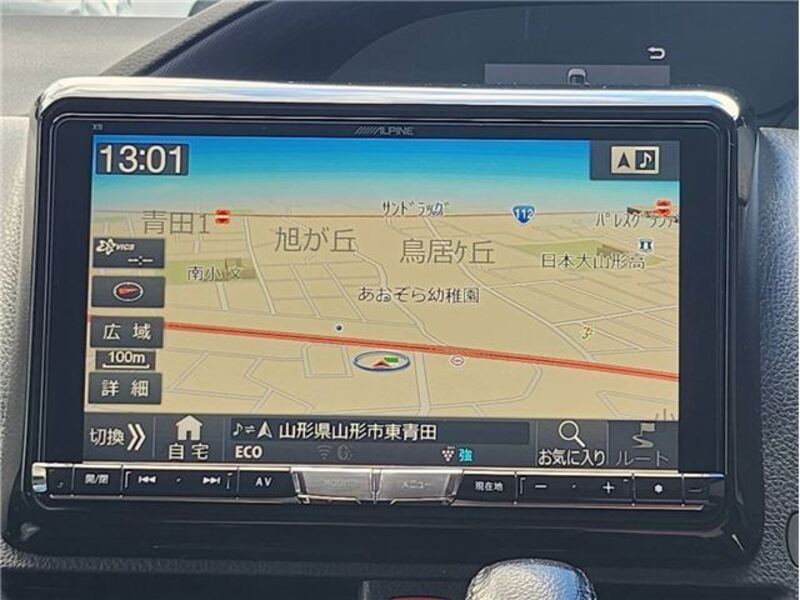 X9
ALPINE
13:01
112
青田1
サンドラッグ
パレスグランデ
旭が丘
鳥居ケ丘
日本大山形高
VICS
--:--
南小
文
あおぞら幼稚園
広域
100m
詳細
切換
自宅
山形県山形市東青田
ECO
強
お気に入り
ルート
開/閉
AV
メニュー
現在地